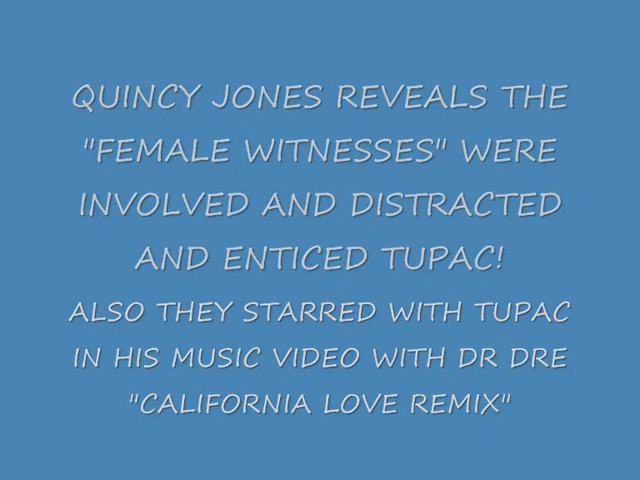 QUINCY JONES REVEALS THE
"FEMALE WITNESSES" WERE
INVOLVED AND DISTRACTED
AND ENTICED TUPAC!
ALSO THEY STARRED WITH TUPAC
IN HIS MUSIC VIDEO WITH DR DRE
"CALIFORNIA LOVE REMIX"